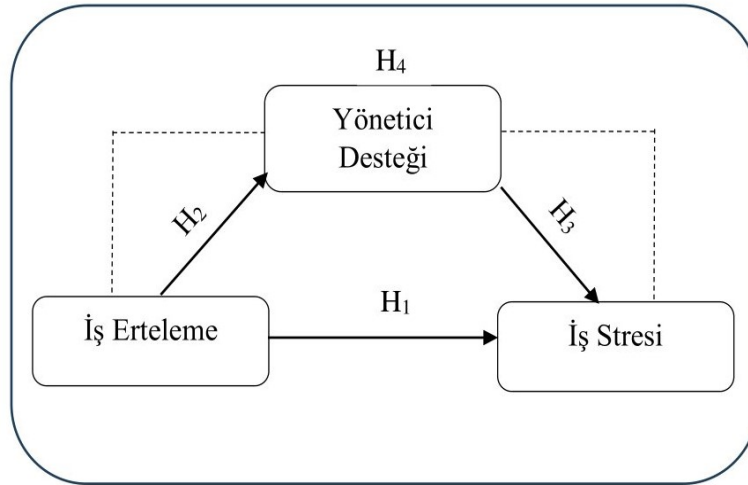 H₄
Yönetici
Desteği
H₂
H₃
H₁
İş Erteleme
İş Stresi